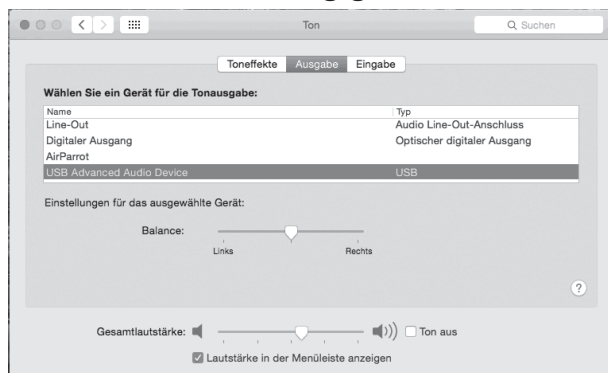 Ton
Suchen
Toneffekte Ausgabe Eingabe
Wählen Sie ein Gerät für die Tonausgabe:
Name Typ
Line-Out Audio Line-Out-Anschluss
Digitaler Ausgang Optischer digitaler Ausgang
AirParrot
USB Advanced Audio Device USB
Einstellungen für das ausgewählte Gerät:
Balance:
Links Rechts
?
Gesamtlautstärke: Ton aus
Lautstärke in der Menüleiste anzeigen